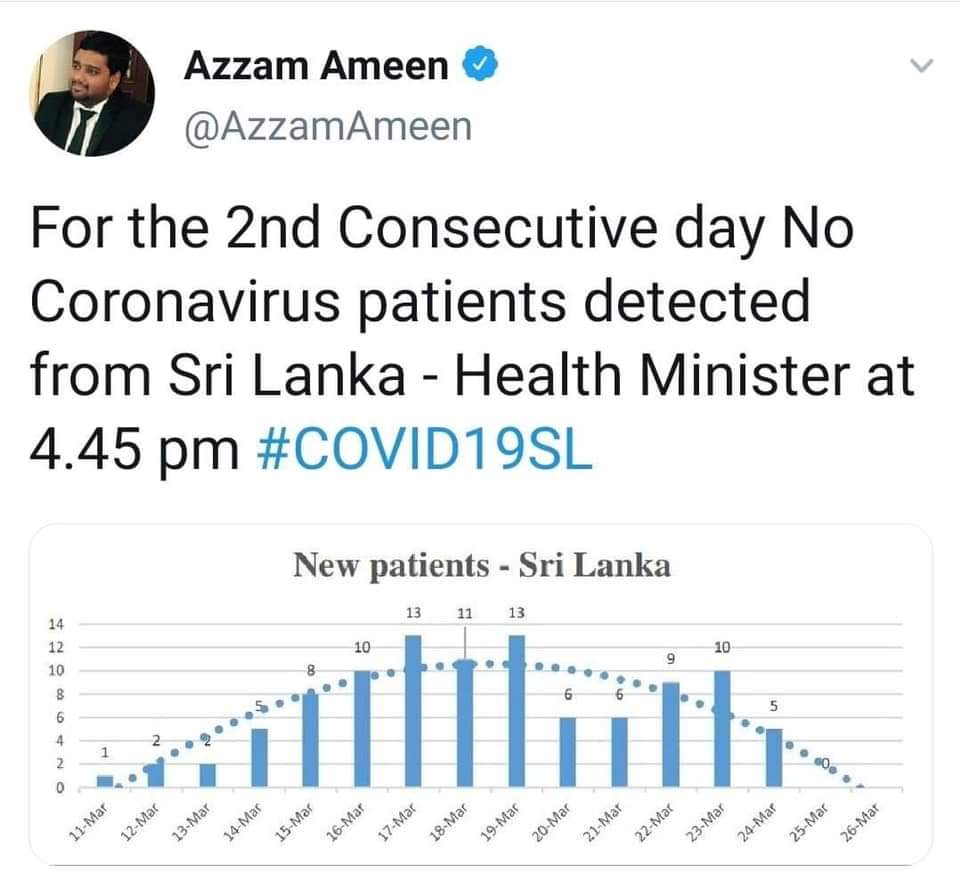 Azzam Ameen
@AzzamAmeen
For the 2nd Consecutive day No
Coronavirus patients detected
from Sri Lanka - Health Minister at
4.45 pm #COVID19SL
New patients - Sri Lanka
14
12
10
8
6
4
2
0
1
2
2
5
8
10
13
11
13
6
6
9
10
5
0
11-Mar
12-Mar
13-Mar
14-Mar
15-Mar
16-Mar
17-Mar
18-Mar
19-Mar
20-Mar
21-Mar
22-Mar
23-Mar
24-Mar
25-Mar
26-Mar